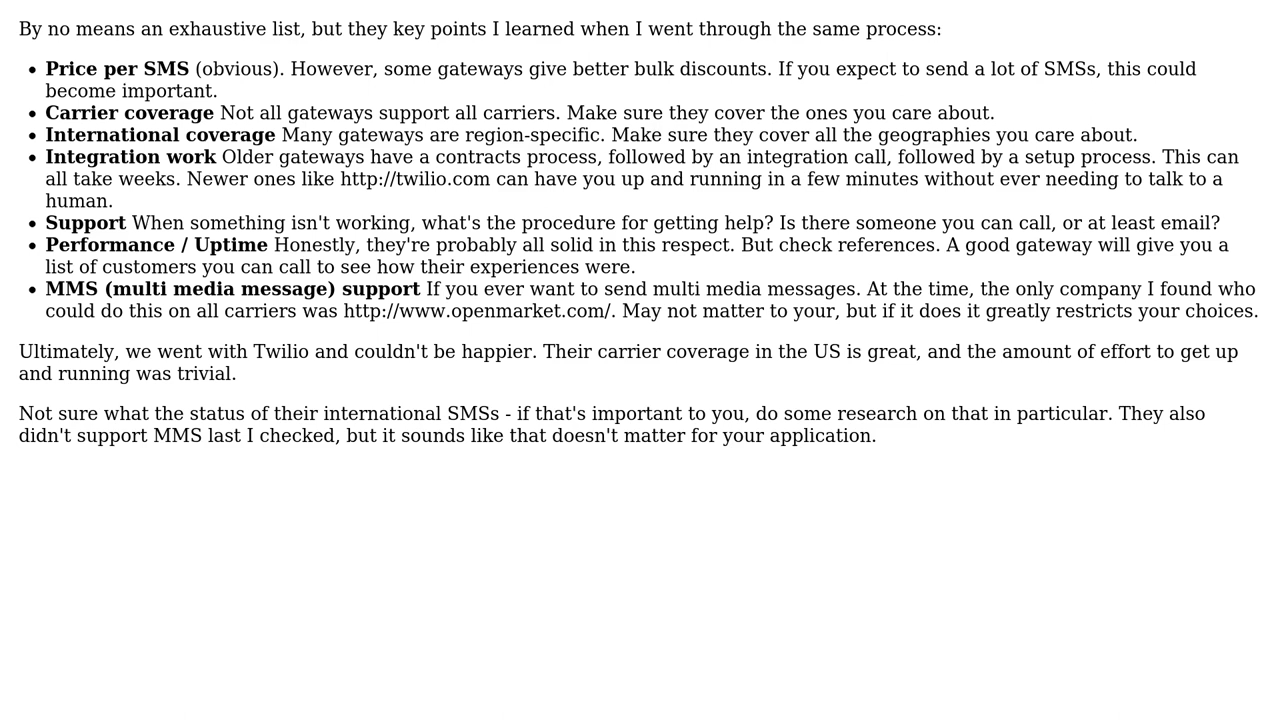 By no means an exhaustive list, but they key points I learned when I went through the same process:
• Price per SMS (obvious). However, some gateways give better bulk discounts. If you expect to send a lot of SMSs, this could
become important.
• Carrier coverage Not all gateways support all carriers. Make sure they cover the ones you care about.
• International coverage Many gateways are region-specific. Make sure they cover all the geographies you care about.
• Integration work Older gateways have a contracts process, followed by an integration call, followed by a setup process. This can
all take weeks. Newer ones like http://twilio.com can have you up and running in a few minutes without ever needing to talk to a
human.
• Support When something isn't working, what's the procedure for getting help? Is there someone you can call, or at least email?
• Performance / Uptime Honestly, they're probably all solid in this respect. But check references. A good gateway will give you a
list of customers you can call to see how their experiences were.
• MMS (multi media message) support If you ever want to send multi media messages. At the time, the only company I found who
could do this on all carriers was http://www.openmarket.com/. May not matter to your, but if it does it greatly restricts your choices.
Ultimately, we went with Twilio and couldn't be happier. Their carrier coverage in the US is great, and the amount of effort to get up
and running was trivial.
Not sure what the status of their international SMSs - if that's important to you, do some research on that in particular. They also
didn't support MMS last I checked, but it sounds like that doesn't matter for your application.